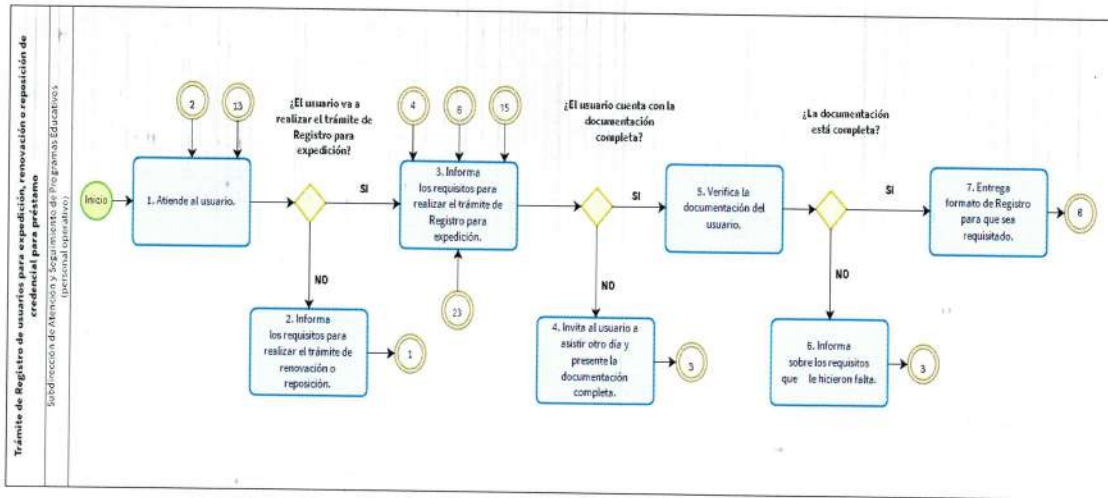 Trámite de Registro de usuarios para expedición, renovación o reposición de
credencial para préstamo
Subdirección de Atención y Seguimiento de Programas Educativos
(personal operativo)
Inicio
2
23
1. Atiende al usuario.
¿El usuario va a
realizar el trámite de
Registro para
expedición?
SI
NO
2. Informa
los requisitos para
realizar el trámite de
renovación o
reposición.
1
4
6
15
3. Informa
los requisitos para
realizar el trámite de
Registro para
expedición.
23
¿El usuario cuenta con la
documentación
completa?
SI
NO
4. Invita al usuario a
asistir otro día y
presente la
documentación
completa.
3
5. Verifica la
documentación del
usuario.
¿La documentación
está completa?
SI
NO
6. Informa
sobre los requisitos
que le hicieron falta.
3
7. Entrega
formato de Registro
para que sea
requisitado.